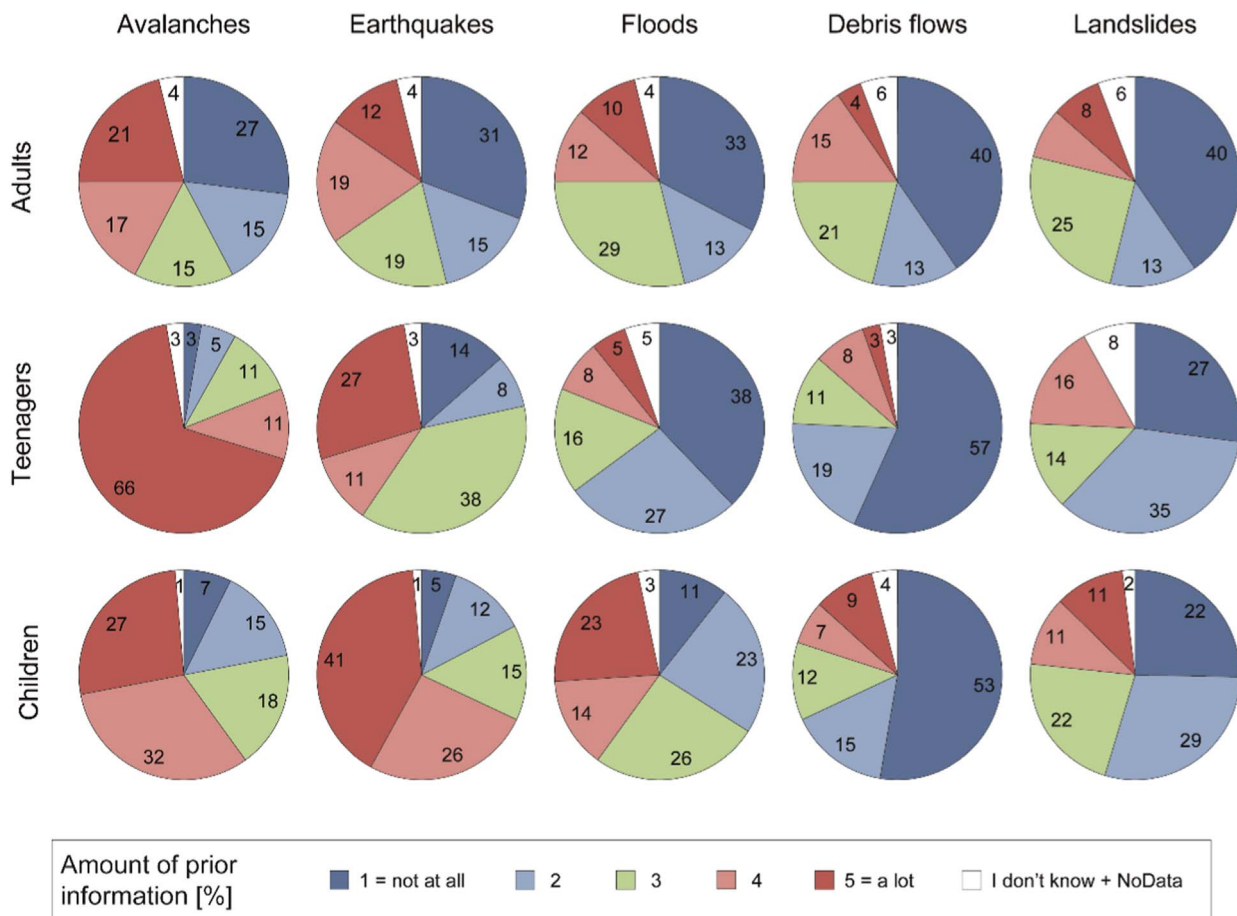 Avalanches Earthquakes Floods Debris flows Landslides
Adults
4 27 15 15 17 21
4 31 15 19 19 12
4 33 13 29 12 10
6 40 13 21 15 4
6 40 13 25 8
Teenagers
3 3 5 11 11 66
3 14 8 38 11 27
5 38 27 16 8 5
3 57 19 11 8 3
8 27 35 14 16
Children
1 7 15 18 32 27
1 5 12 15 26 41
3 11 23 26 14 23
4 53 15 12 7 9
2 22 29 22 11 11
Amount of prior
information [%]
1 = not at all 2 3 4 5 = a lot I don't know + NoData